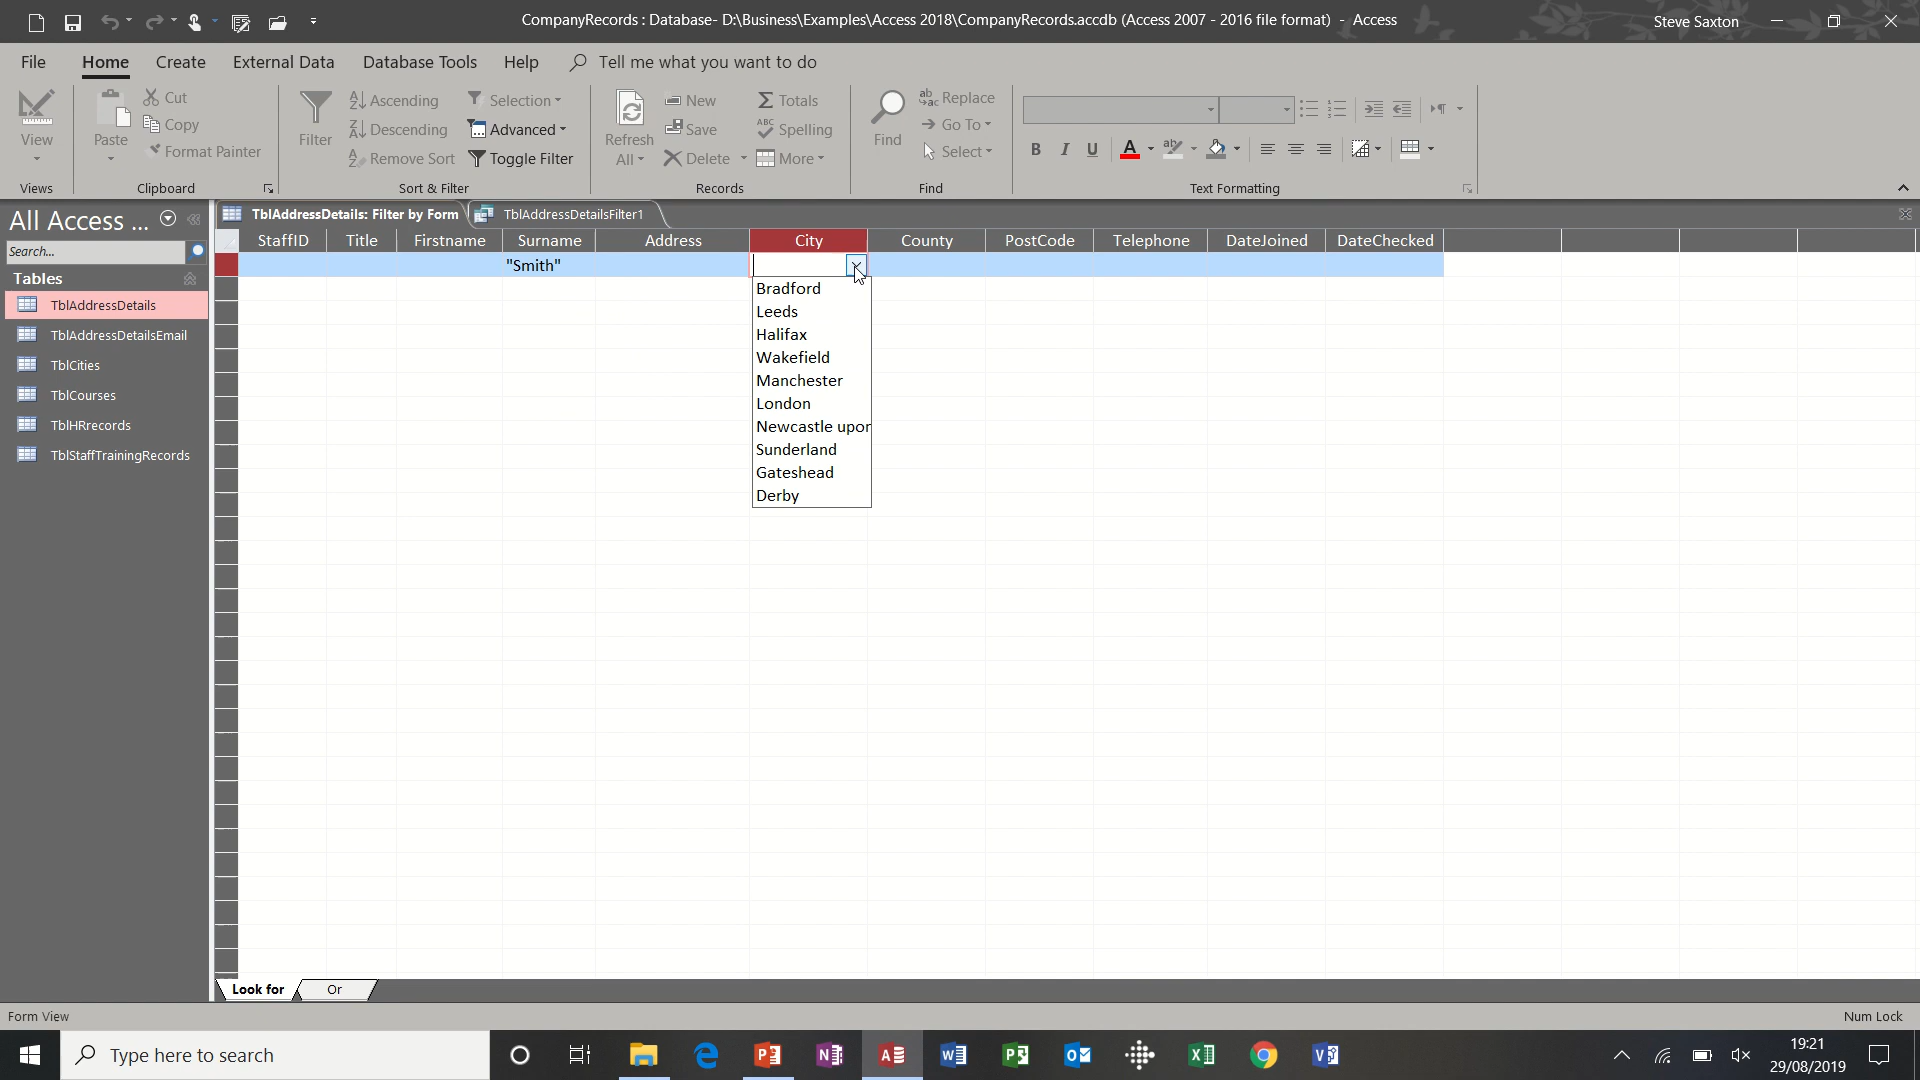 CompanyRecords : Database- D:\Business\Examples\Access 2018\CompanyRecords.accdb (Access 2007 - 2016 file format) - Access
Steve Saxton
File Home Create External Data Database Tools Help Tell me what you want to do
View
Paste
Cut
Copy
Format Painter
Filter
Ascending
Descending
Remove Sort
Selection
Advanced
Toggle Filter
Refresh
All
New
Save
Delete
Totals
Spelling
More
Find
Replace
Go To
Select
B I U
Views Clipboard Sort & Filter Records Find Text Formatting
All Access ...
Search...
Tables
TblAddressDetails
TblAddressDetailsEmail
TblCities
TblCourses
TblHRrecords
TblStaffTrainingRecords
TblAddressDetails: Filter by Form TblAddressDetailsFilter1
StaffID Title Firstname Surname Address City County PostCode Telephone DateJoined DateChecked
"Smith"
Bradford
Leeds
Halifax
Wakefield
Manchester
London
Newcastle upon
Sunderland
Gateshead
Derby
Look for Or
Form View Num Lock
Type here to search
19:21
29/08/2019